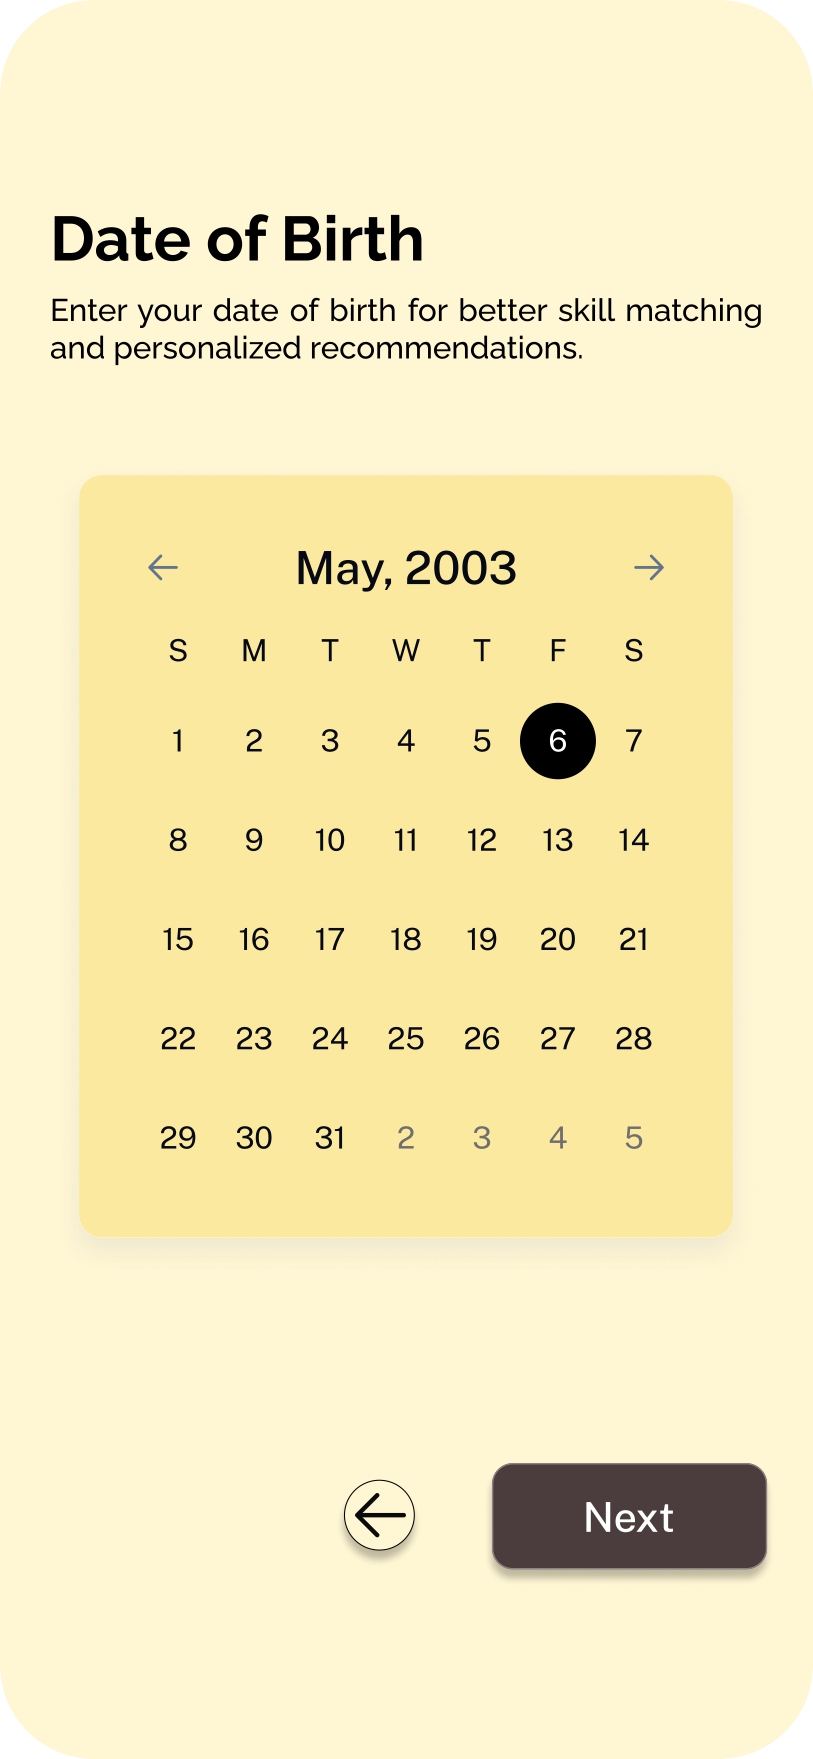 Date of Birth
Enter your date of birth for better skill matching
and personalized recommendations.
May, 2003
S M T W T F S
1 2 3 4 5 6 7
8 9 10 11 12 13 14
15 16 17 18 19 20 21
22 23 24 25 26 27 28
29 30 31 2 3 4 5
Next